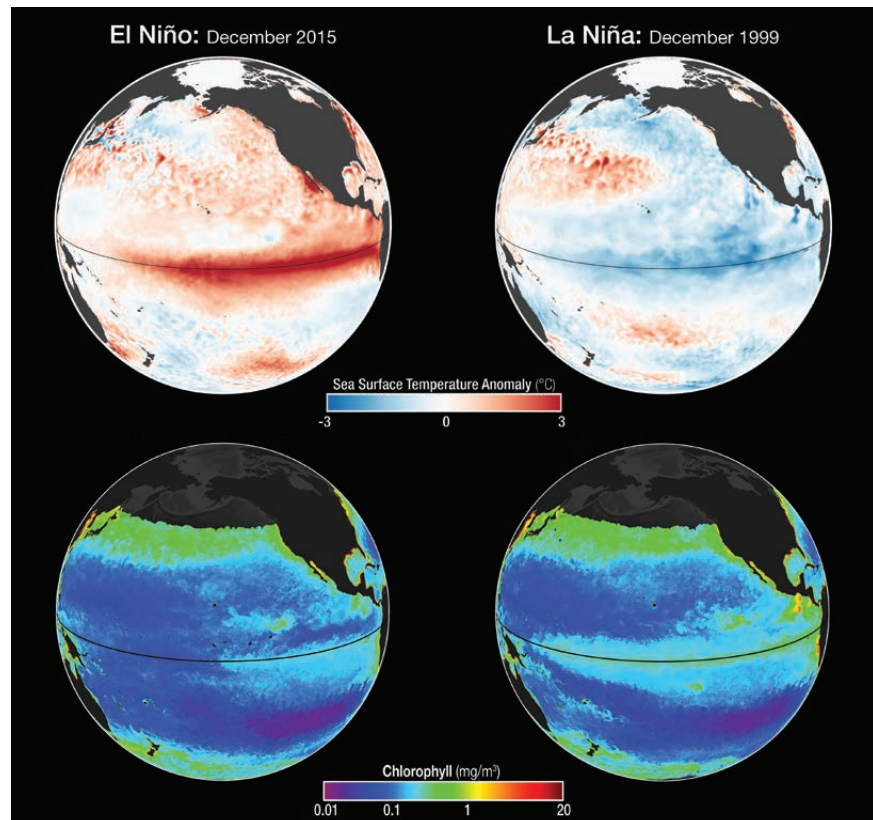 El Niño: December 2015
La Niña: December 1999
Sea Surface Temperature Anomaly (°C)
-3 0 3
Chlorophyll (mg/m³)
0.01 0.1 1 20